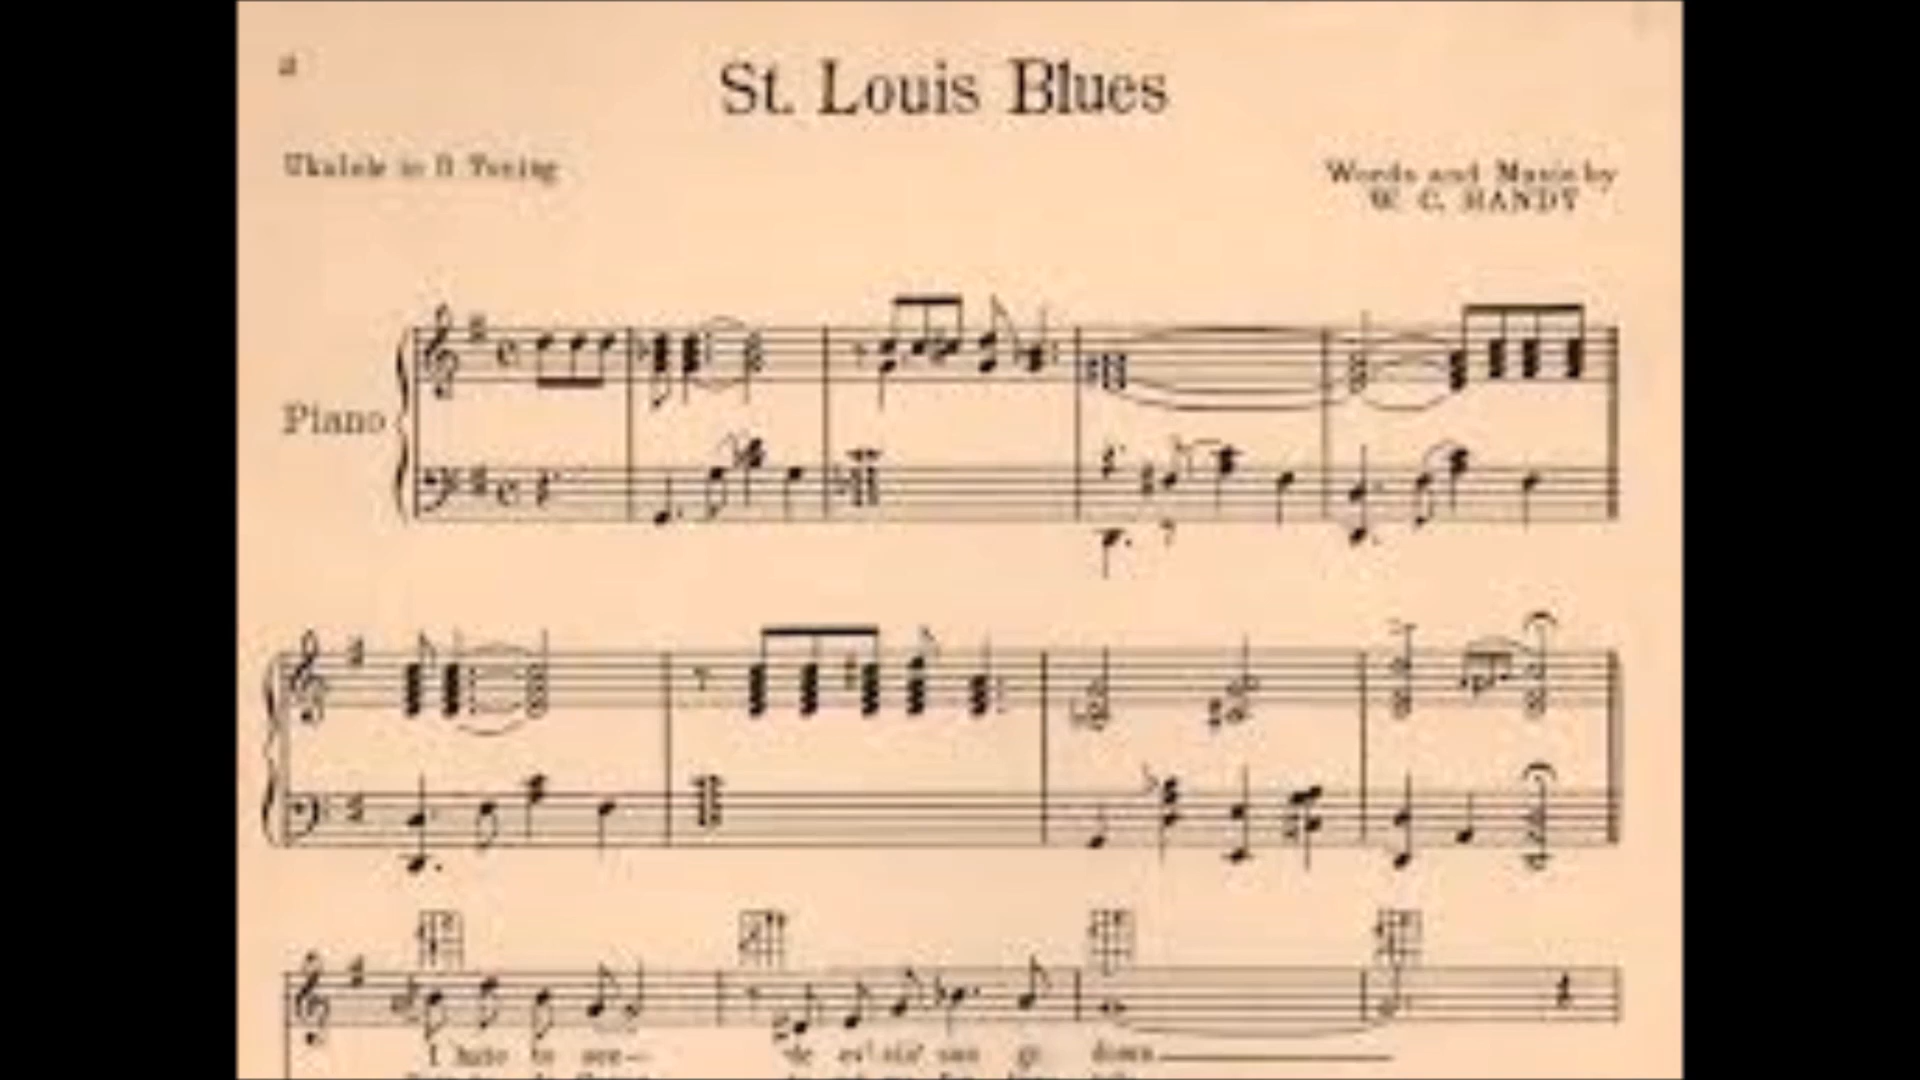 2
St. Louis Blues
Ukulele in D Tuning
Words and Music by
W. C. HANDY
Piano
I hate to see— de ev'nin' sun go down